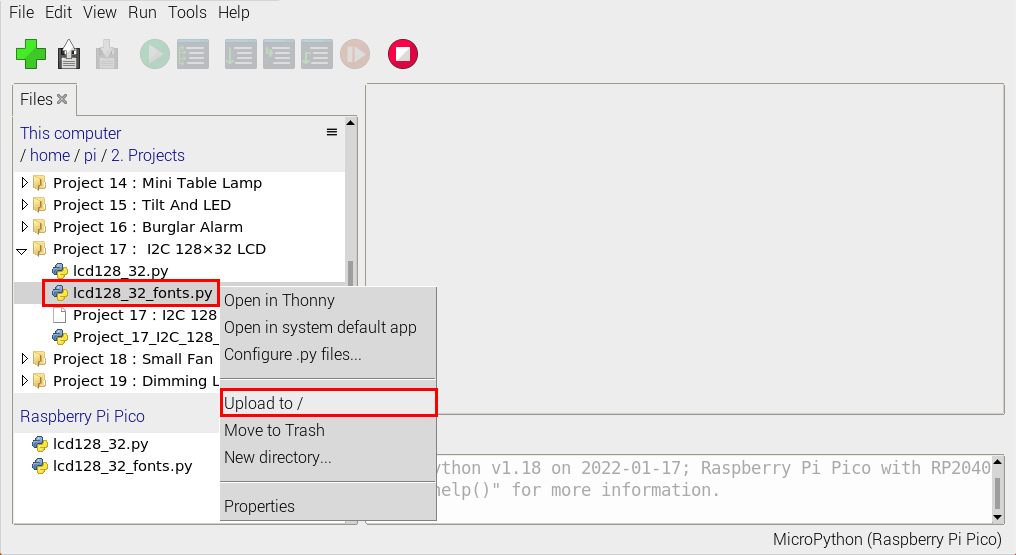 File Edit View Run Tools Help
Files
This computer
/ home / pi / 2. Projects
Project 14 : Mini Table Lamp
Project 15 : Tilt And LED
Project 16 : Burglar Alarm
Project 17 : I2C 128×32 LCD
lcd128_32.py
lcd128_32_fonts.py
Project 17 : I2C 128
Project_17_I2C_128_
Project 18 : Small Fan
Project 19 : Dimming L
Open in Thonny
Open in system default app
Configure .py files...
Upload to /
Move to Trash
New directory...
Properties
Raspberry Pi Pico
lcd128_32.py
lcd128_32_fonts.py
ython v1.18 on 2022-01-17; Raspberry Pi Pico with RP2040
help()" for more information.
MicroPython (Raspberry Pi Pico)